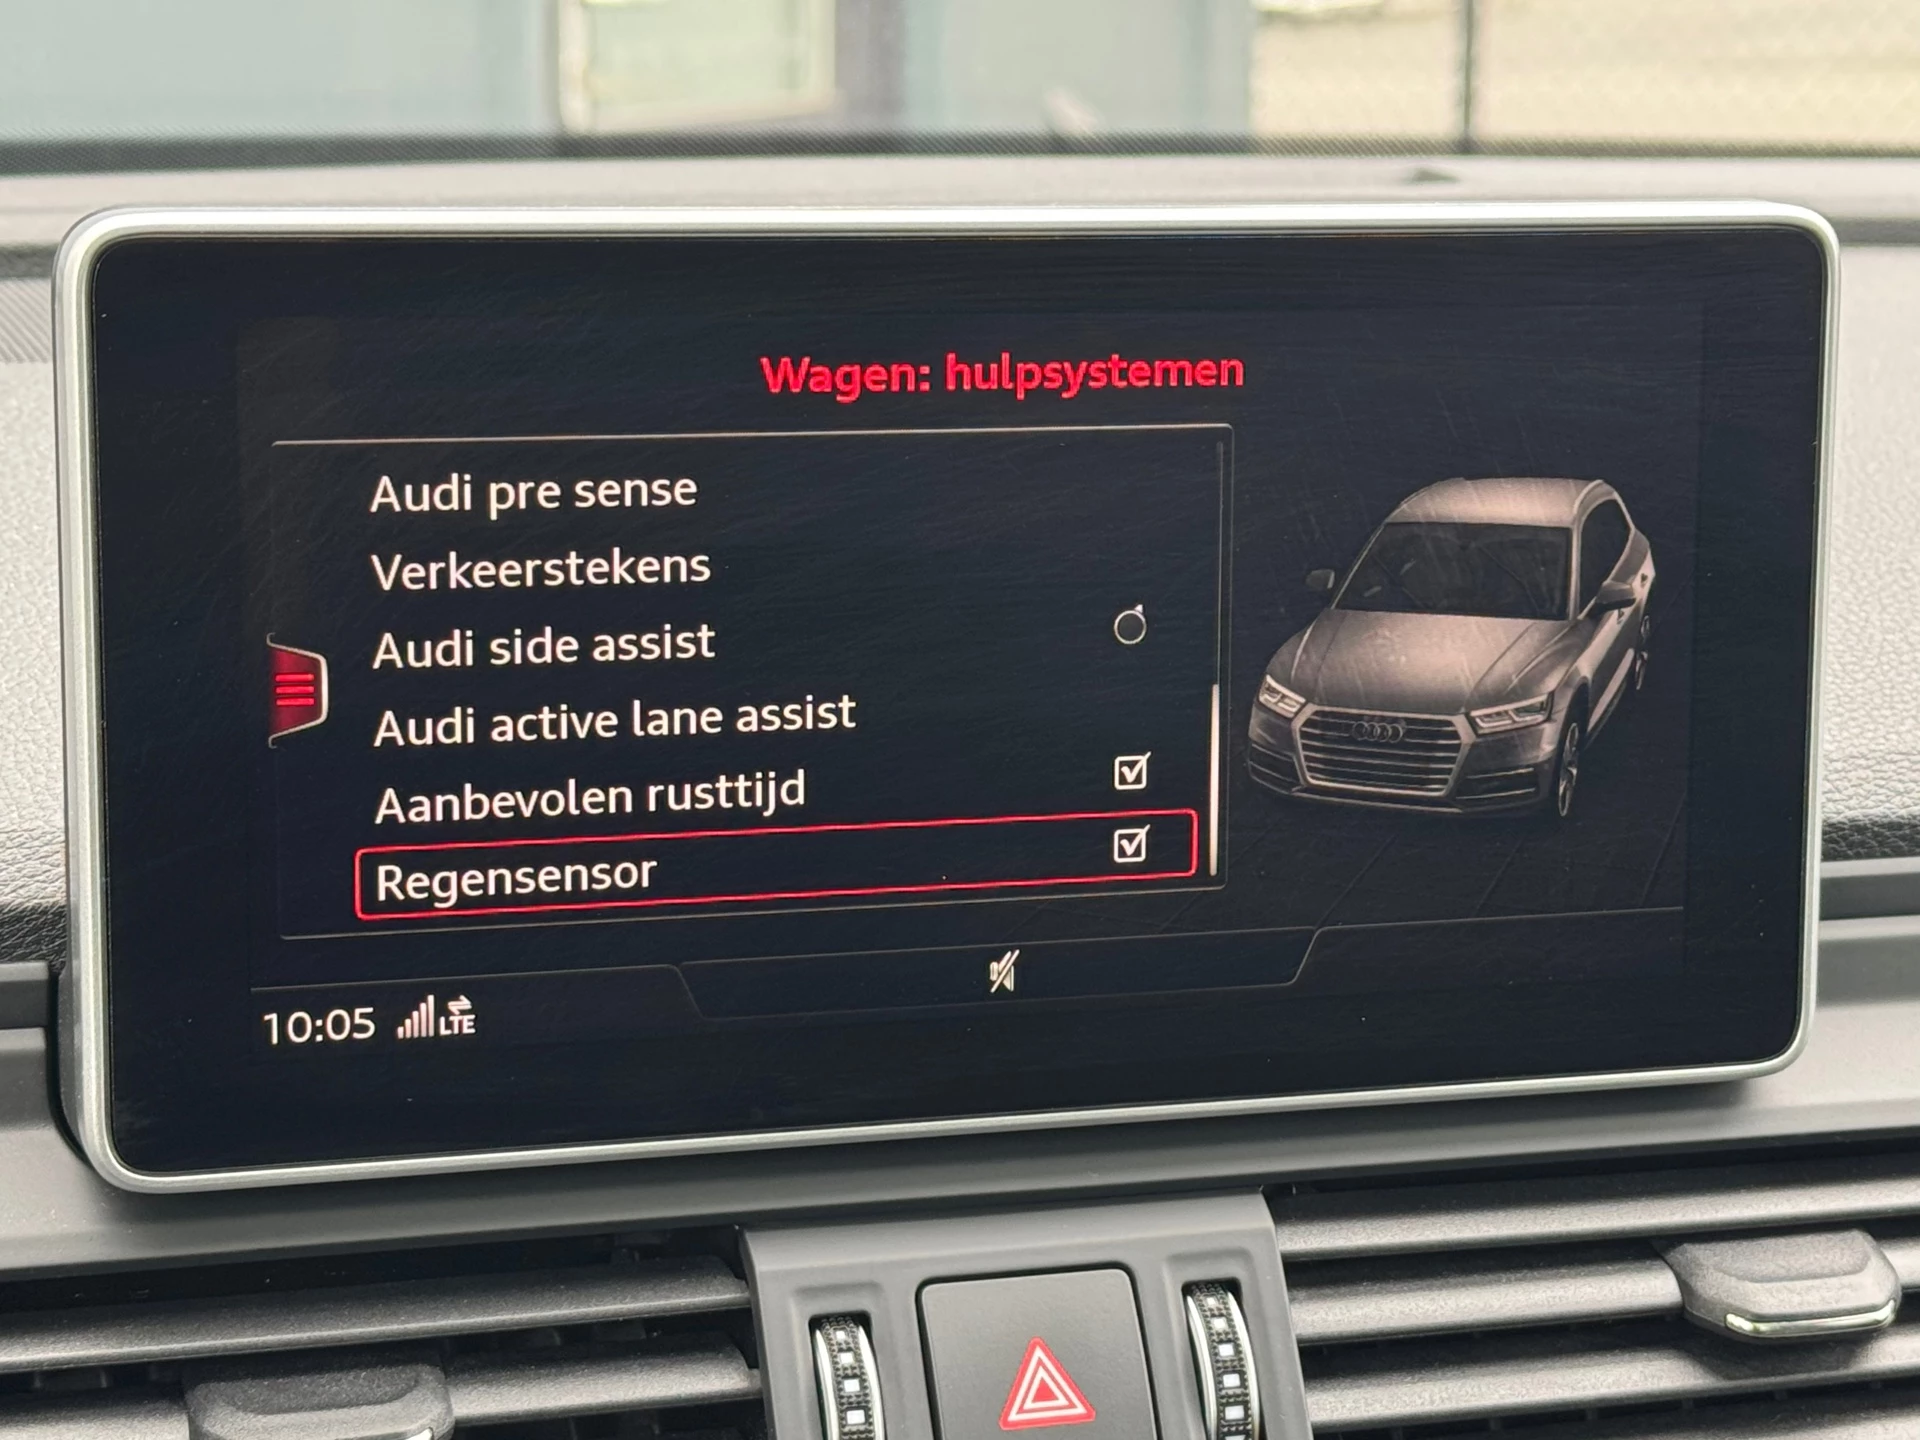 Wagen: hulpsystemen
Audi pre sense
Verkeerstekens
Audi side assist
Audi active lane assist
Aanbevolen rusttijd
Regensensor
10:05 LTE